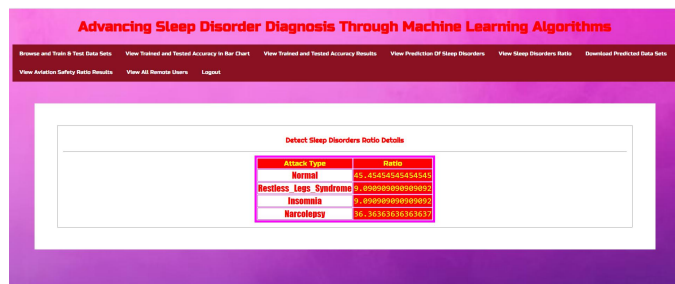 Advancing Sleep Disorder Diagnosis Through Machine Learning Algorithms
Browse and Train & Test Data Sets View Trained and Tested Accuracy in Bar Chart View Trained and Tested Accuracy Results View Prediction Of Sleep Disorders View Sleep Disorders Ratio Download Predicted Data Sets
View Aviation Safety Ratio Results View All Remote Users Logout
Detect Sleep Disorders Ratio Details
Attack Type Ratio
Normal 45.45454545454545
Restless_Legs_Syndrome 9.090909090909092
Insomnia 9.090909090909092
Narcolepsy 36.36363636363637